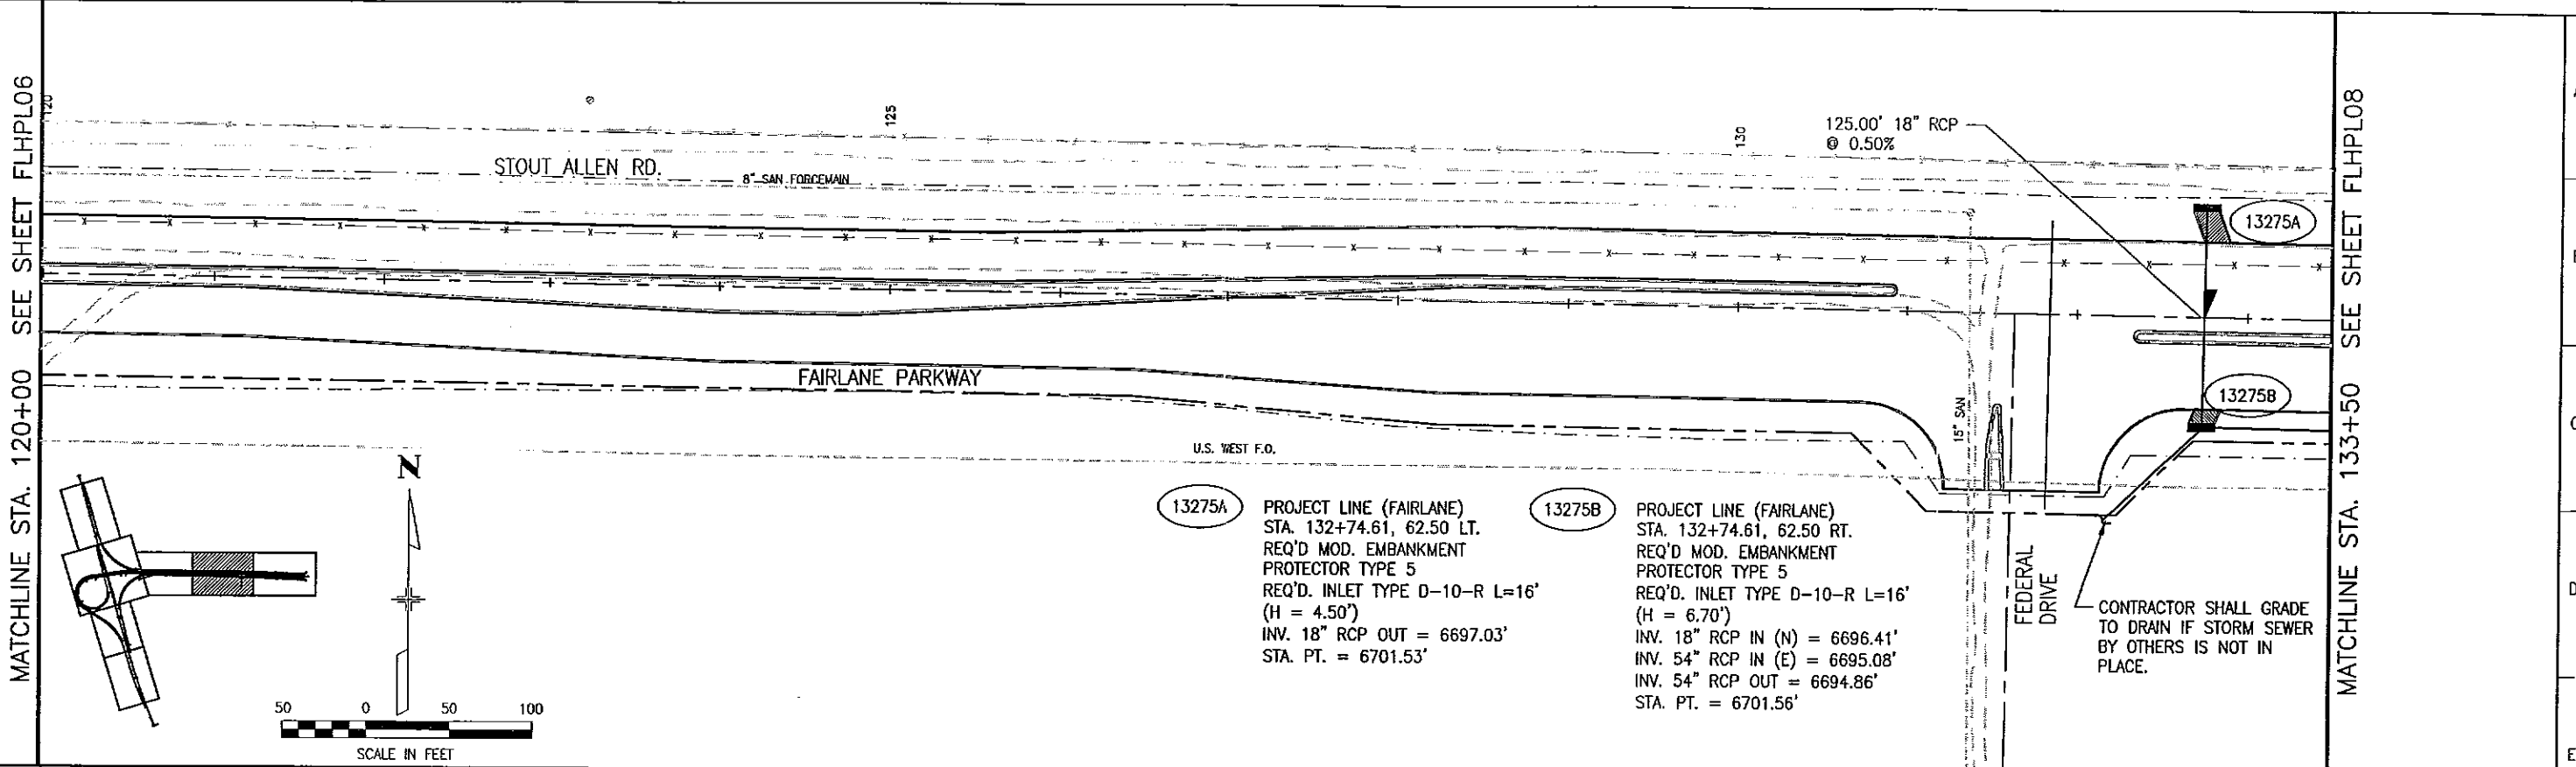 MATCHLINE STA. 120+00 SEE SHEET FLHPL06
120
125
130
125.00' 18" RCP
@ 0.50%
STOUT ALLEN RD.
8" SAN FORCEMAIN
13275A
13275B
FAIRLANE PARKWAY
U.S. WEST F.O.
15" SAN
N
50 0 50 100
SCALE IN FEET
13275A
PROJECT LINE (FAIRLANE)
STA. 132+74.61, 62.50 LT.
REQ'D MOD. EMBANKMENT
PROTECTOR TYPE 5
REQ'D. INLET TYPE D-10-R L=16'
(H = 4.50')
INV. 18" RCP OUT = 6697.03'
STA. PT. = 6701.53'
13275B
PROJECT LINE (FAIRLANE)
STA. 132+74.61, 62.50 RT.
REQ'D MOD. EMBANKMENT
PROTECTOR TYPE 5
REQ'D. INLET TYPE D-10-R L=16'
(H = 6.70')
INV. 18" RCP IN (N) = 6696.41'
INV. 54" RCP IN (E) = 6695.08'
INV. 54" RCP OUT = 6694.86'
STA. PT. = 6701.56'
FEDERAL
DRIVE
CONTRACTOR SHALL GRADE
TO DRAIN IF STORM SEWER
BY OTHERS IS NOT IN
PLACE.
MATCHLINE STA. 133+50 SEE SHEET FLHPL08
E